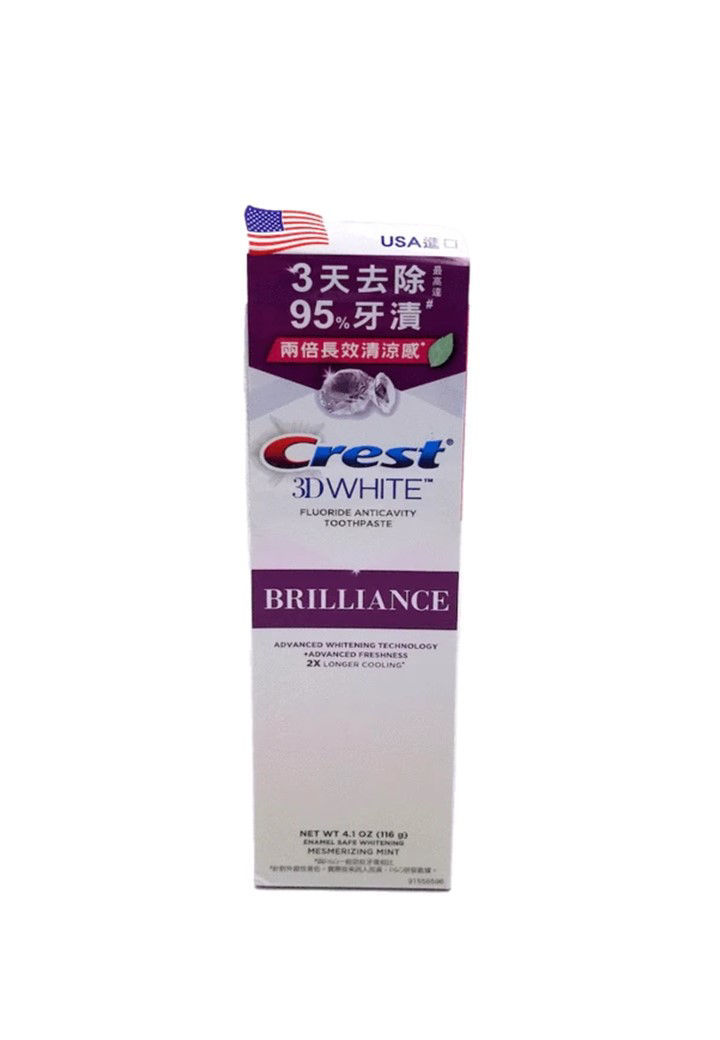 USA進口
3天去除 最高達
95%牙漬#
兩倍長效清涼感*
Crest®
3DWHITE™
FLUORIDE ANTICAVITY
TOOTHPASTE
BRILLIANCE
ADVANCED WHITENING TECHNOLOGY
+ADVANCED FRESHNESS
2X LONGER COOLING*
NET WT 4.1 OZ (116 g)
ENAMEL SAFE WHITENING
MESMERIZING MINT
91556596